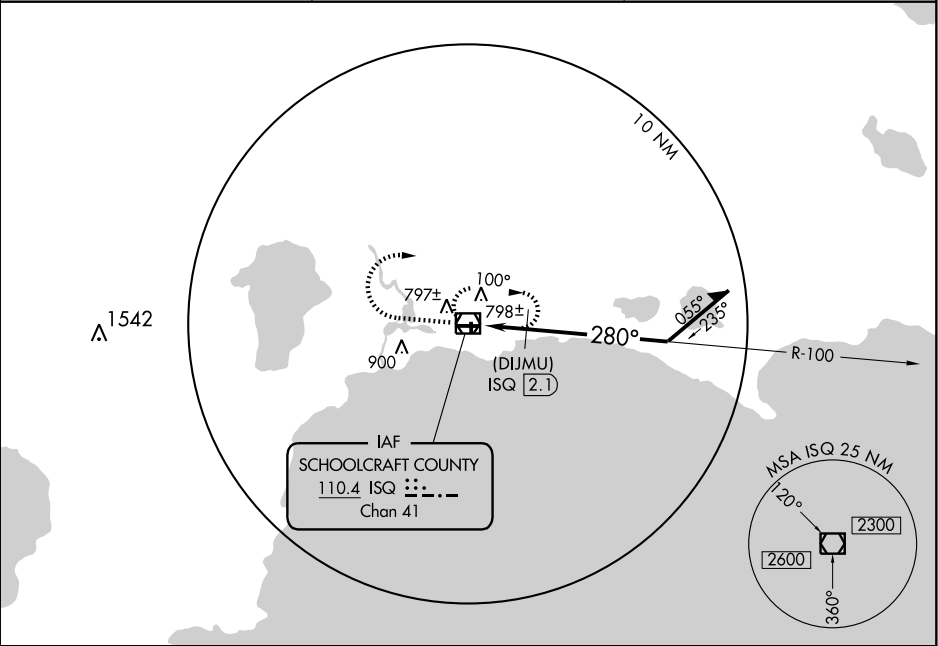 10 NM
1542
797±
100°
798±
900
055°
235°
280°
R-100
(DIJMU)
ISQ 2.1
IAF
SCHOOLCRAFT COUNTY
110.4 ISQ
Chan 41
MSA ISQ 25 NM
120°
2300
2600
360°